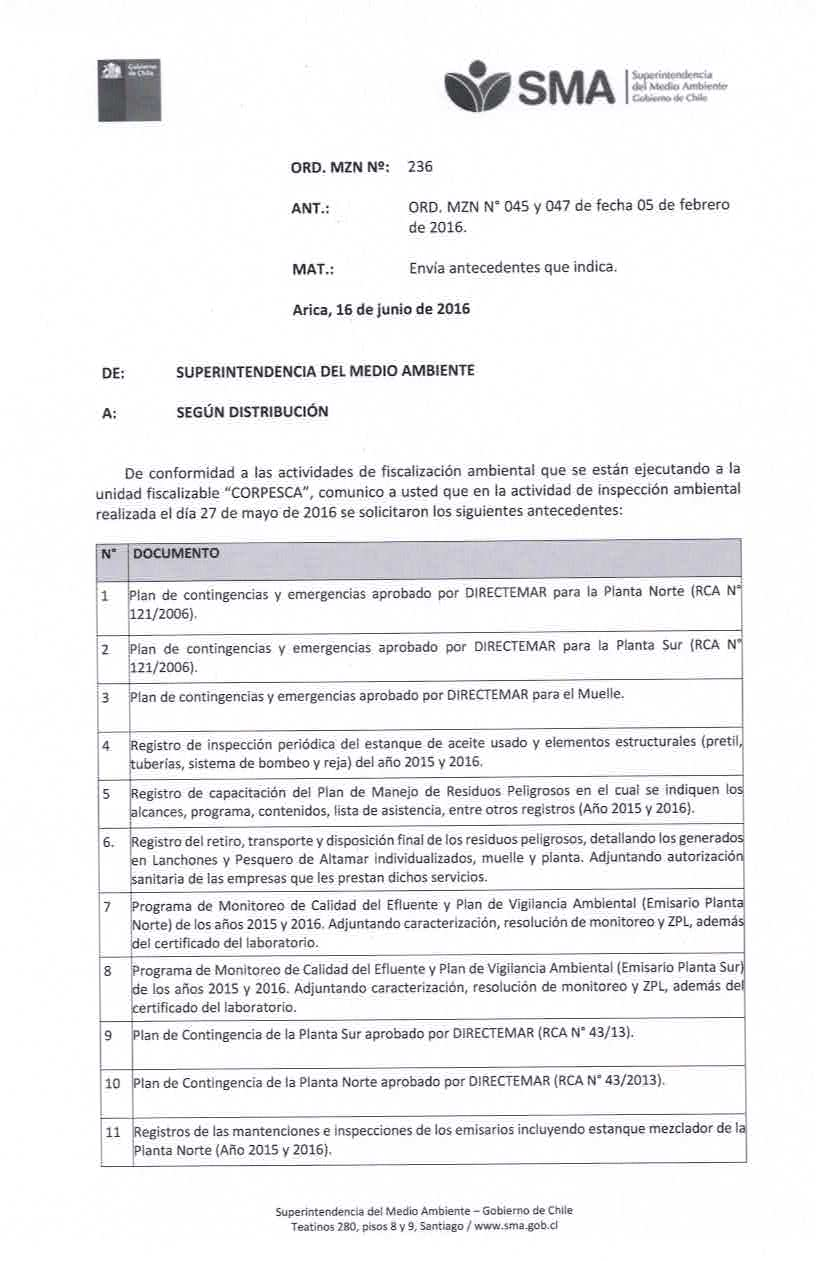 Gobierno
de Chile
SMA
Superintendencia
del Medio Ambiente
Gobierno de Chile
ORD. MZN Nº: 236
ANT.: ORD. MZN N° 045 y 047 de fecha 05 de febrero
de 2016.
MAT.: Envía antecedentes que indica.
Arica, 16 de junio de 2016
DE: SUPERINTENDENCIA DEL MEDIO AMBIENTE
A: SEGÚN DISTRIBUCIÓN
De conformidad a las actividades de fiscalización ambiental que se están ejecutando a la
unidad fiscalizable “CORPESCA”, comunico a usted que en la actividad de inspección ambiental
realizada el día 27 de mayo de 2016 se solicitaron los siguientes antecedentes:
N° DOCUMENTO
1 Plan de contingencias y emergencias aprobado por DIRECTEMAR para la Planta Norte (RCA N°
121/2006).
2 Plan de contingencias y emergencias aprobado por DIRECTEMAR para la Planta Sur (RCA N°
121/2006).
3 Plan de contingencias y emergencias aprobado por DIRECTEMAR para el Muelle.
4 Registro de inspección periódica del estanque de aceite usado y elementos estructurales (pretil,
tuberías, sistema de bombeo y reja) del año 2015 y 2016.
5 Registro de capacitación del Plan de Manejo de Residuos Peligrosos en el cual se indiquen los
alcances, programa, contenidos, lista de asistencia, entre otros registros (Año 2015 y 2016).
6. Registro del retiro, transporte y disposición final de los residuos peligrosos, detallando los generados
en Lanchones y Pesquero de Altamar individualizados, muelle y planta. Adjuntando autorización
sanitaria de las empresas que les prestan dichos servicios.
7 Programa de Monitoreo de Calidad del Efluente y Plan de Vigilancia Ambiental (Emisario Planta
Norte) de los años 2015 y 2016. Adjuntando caracterización, resolución de monitoreo y ZPL, además
del certificado del laboratorio.
8 Programa de Monitoreo de Calidad del Efluente y Plan de Vigilancia Ambiental (Emisario Planta Sur)
de los años 2015 y 2016. Adjuntando caracterización, resolución de monitoreo y ZPL, además del
certificado del laboratorio.
9 Plan de Contingencia de la Planta Sur aprobado por DIRECTEMAR (RCA N° 43/13).
10 Plan de Contingencia de la Planta Norte aprobado por DIRECTEMAR (RCA N° 43/2013).
11 Registros de las mantenciones e inspecciones de los emisarios incluyendo estanque mezclador de la
Planta Norte (Año 2015 y 2016).
Superintendencia del Medio Ambiente – Gobierno de Chile
Teatinos 280, pisos 8 y 9, Santiago / www.sma.gob.cl